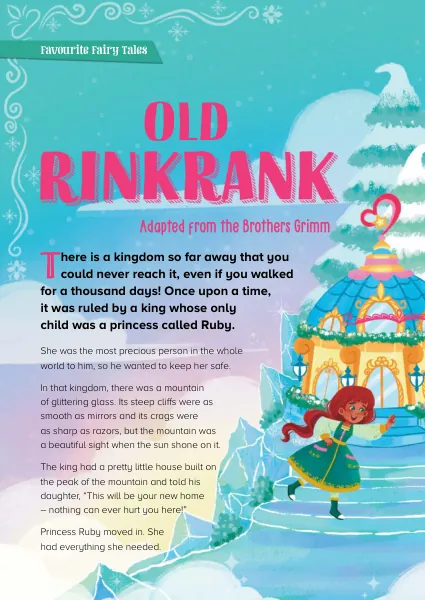 Favourite Fairy Tales
OLD
RINKRANK
Adapted from the Brothers Grimm
There is a kingdom so far away that you
could never reach it, even if you walked
for a thousand days! Once upon a time,
it was ruled by a king whose only
child was a princess called Ruby.
She was the most precious person in the whole
world to him, so he wanted to keep her safe.
In that kingdom, there was a mountain
of glittering glass. Its steep cliffs were as
smooth as mirrors and its crags were
as sharp as razors, but the mountain was
a beautiful sight when the sun shone on it.
The king had a pretty little house built on
the peak of the mountain and told his
daughter, “This will be your new home
– nothing can ever hurt you here!”
Princess Ruby moved in. She
had everything she needed.